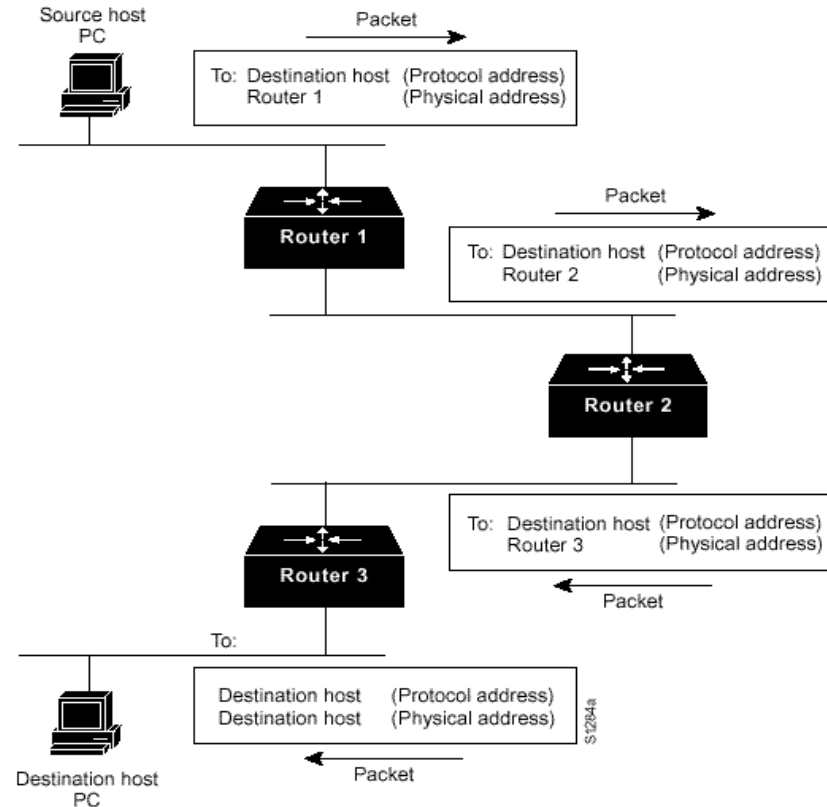 Source host
PC
Packet
To: Destination host (Protocol address)
Router 1 (Physical address)
Router 1
Packet
To: Destination host (Protocol address)
Router 2 (Physical address)
Router 2
To: Destination host (Protocol address)
Router 3 (Physical address)
Packet
Router 3
To:
Destination host (Protocol address)
Destination host (Physical address)
S1284a
Packet
Destination host
PC